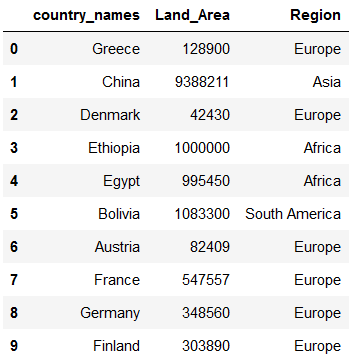 country_names Land_Area Region
0 Greece 128900 Europe
1 China 9388211 Asia
2 Denmark 42430 Europe
3 Ethiopia 1000000 Africa
4 Egypt 995450 Africa
5 Bolivia 1083300 South America
6 Austria 82409 Europe
7 France 547557 Europe
8 Germany 348560 Europe
9 Finland 303890 Europe